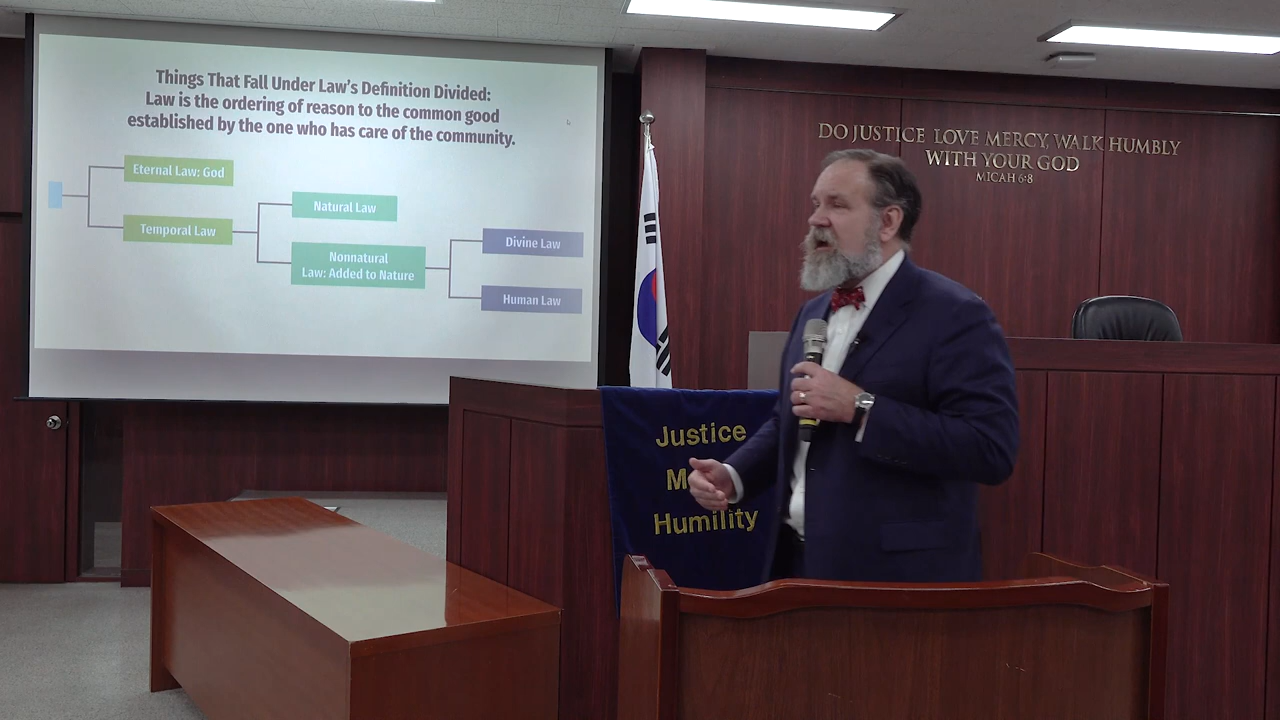 Things That Fall Under Law's Definition Divided:
Law is the ordering of reason to the common good
established by the one who has care of the community.
Eternal Law: God
Temporal Law
Natural Law
Nonnatural
Law: Added to Nature
Divine Law
Human Law
DO JUSTICE LOVE MERCY, WALK HUMBLY
WITH YOUR GOD
MICAH 6:8
Justice
Humility